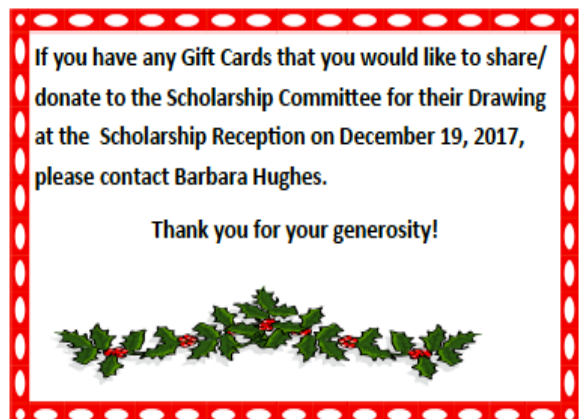 If you have any Gift Cards that you would like to share/
donate to the Scholarship Committee for their Drawing
at the  Scholarship Reception on December 19, 2017,
please contact Barbara Hughes.
Thank you for your generosity!